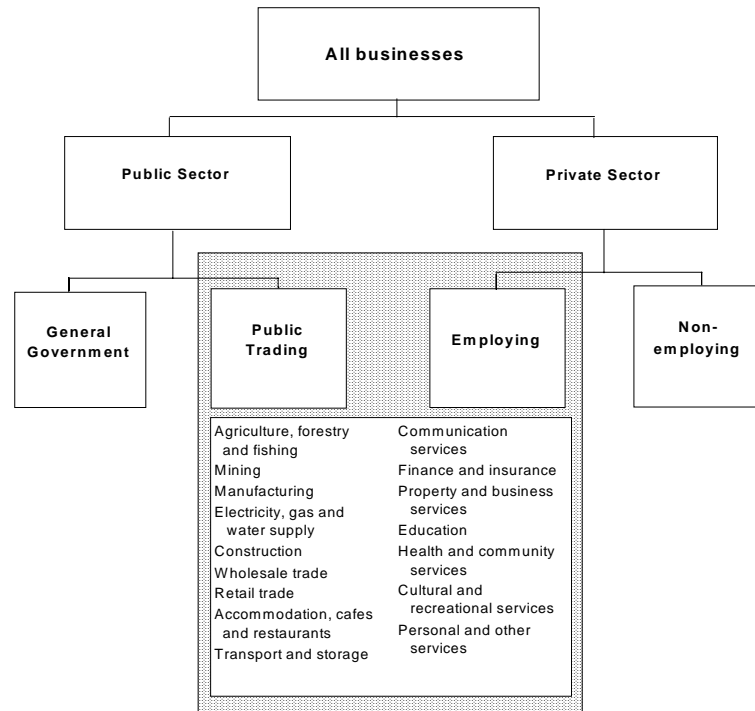 All businesses
Public Sector
Private Sector
General
Government
Public
Trading
Employing
Non-
employing
Agriculture, forestry
and fishing
Mining
Manufacturing
Electricity, gas and
water supply
Construction
Wholesale trade
Retail trade
Accommodation, cafes
and restaurants
Transport and storage
Communication
services
Finance and insurance
Property and business
services
Education
Health and community
services
Cultural and
recreational services
Personal and other
services